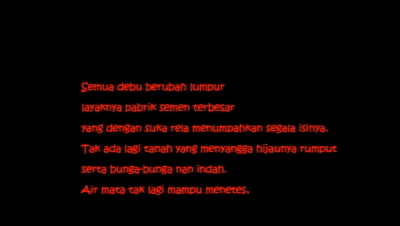 Semua debu berubah lumpur
layaknya pabrik semen terbesar
yang dengan suka rela menumpahkan segala isinya.
Tak ada lagi tanah yang menyangga hijaunya rumput
serta bunga-bunga nan indah.
Air mata tak lagi mampu menetes.